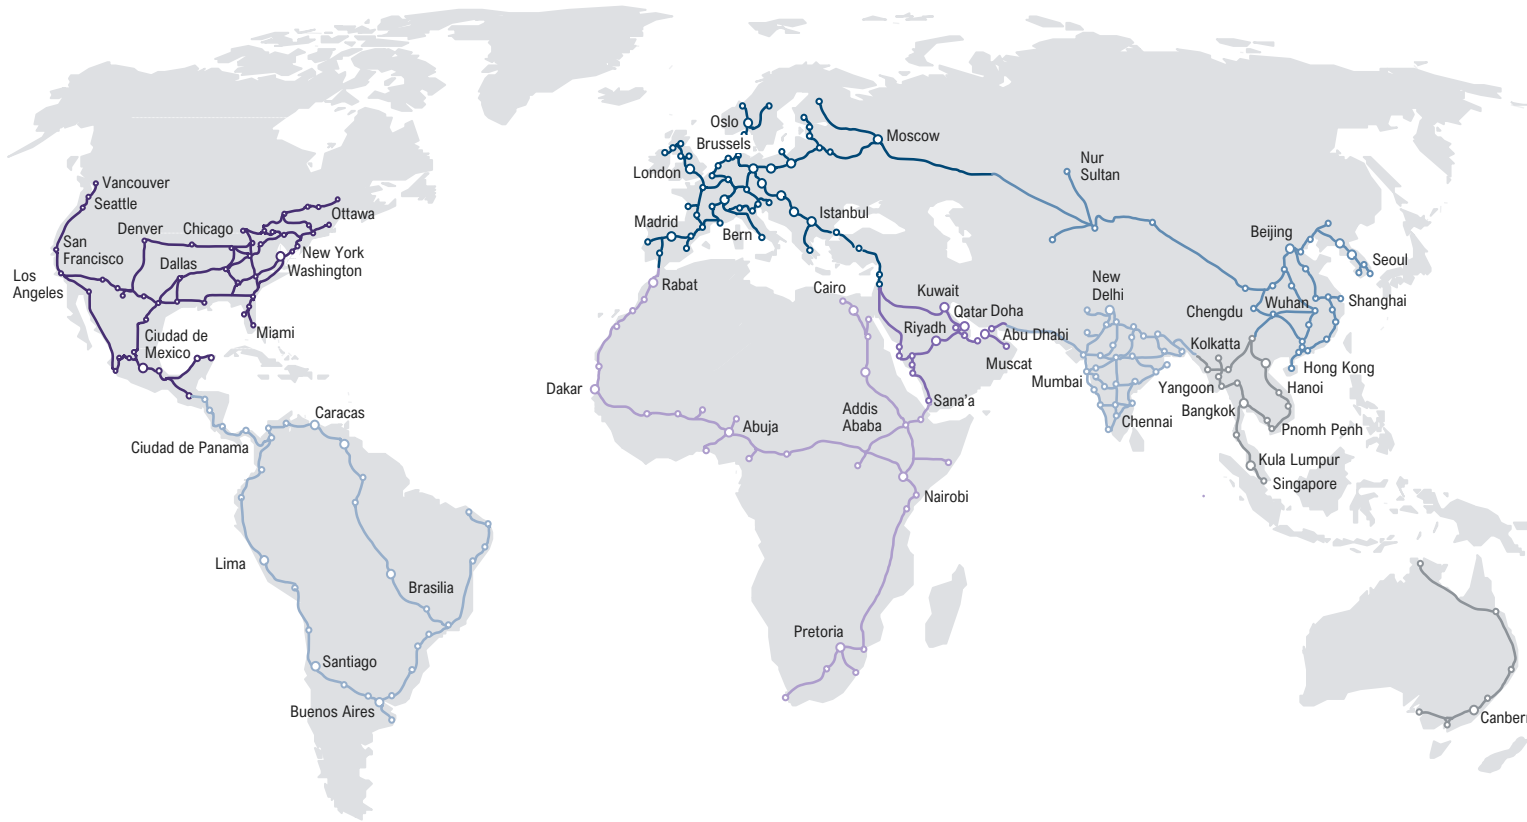 Vancouver
Seattle
San
Francisco
Los
Angeles
Denver
Chicago
Dallas
Ottawa
New York
Washington
Miami
Ciudad de
Mexico
Ciudad de Panama
Caracas
Lima
Brasilia
Santiago
Buenos Aires
Oslo
Brussels
London
Madrid
Bern
Istanbul
Moscow
Rabat
Cairo
Kuwait
Qatar Doha
Riyadh
Abu Dhabi
Muscat
Sana'a
Dakar
Abuja
Addis
Ababa
Nairobi
Pretoria
Nur
Sultan
New
Delhi
Mumbai
Chennai
Kolkatta
Yangoon
Bangkok
Beijing
Seoul
Shanghai
Wuhan
Chengdu
Hong Kong
Hanoi
Pnomh Penh
Kula Lumpur
Singapore
Canberr